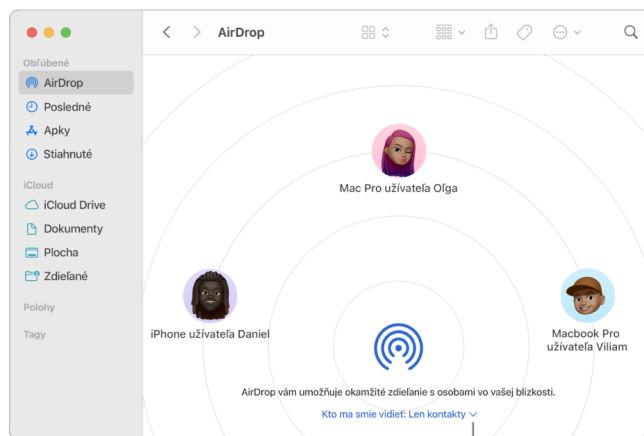 AirDrop
Obľúbené
AirDrop
Posledné
Apky
Stiahnuté
iCloud
iCloud Drive
Dokumenty
Plocha
Zdieľané
Polohy
Tagy
Mac Pro užívateľa Oľga
iPhone užívateľa Daniel
Macbook Pro
užívateľa Viliam
AirDrop vám umožňuje okamžité zdieľanie s osobami vo vašej blízkosti.
Kto ma smie vidieť: Len kontakty